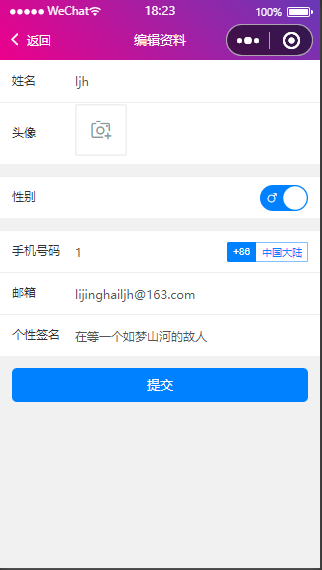 WeChat 18:23 100%
返回 编辑资料
姓名 ljh
头像
性别
手机号码 1 +86 中国大陆
邮箱 lijinghailjh@163.com
个性签名 在等一个如梦山河的故人
提交